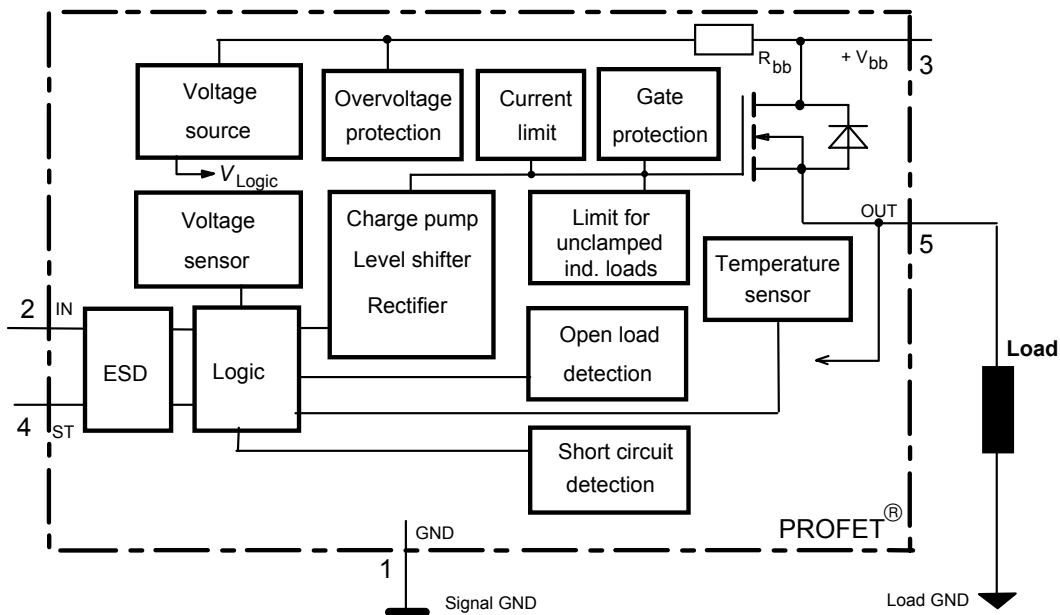 R bb
+ V bb
3
Voltage
source
Overvoltage
protection
Current
limit
Gate
protection
V Logic
Voltage
sensor
Charge pump
Level shifter
Rectifier
Limit for
unclamped
ind. loads
OUT
5
Temperature
sensor
2
IN
ESD
Logic
Open load
detection
Load
4
ST
Short circuit
detection
PROFET®
GND
1
Signal GND
Load GND